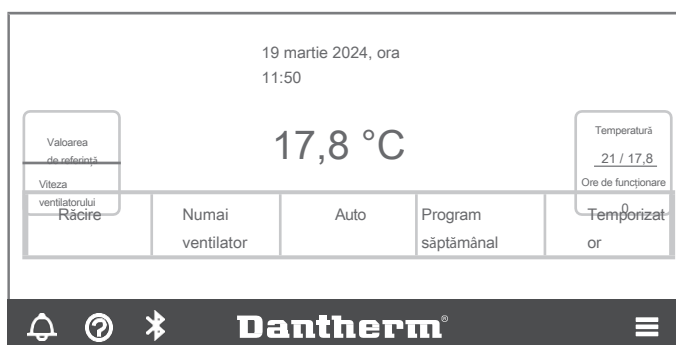 19 martie 2024, ora
11:50
17,8 °C
Valoarea
de referință
Viteza
ventilatorului
Temperatură
21 / 17,8
Ore de funcționare
0
Răcire
Numai
ventilator
Auto
Program
săptămânal
Temporizat
or
Dantherm®